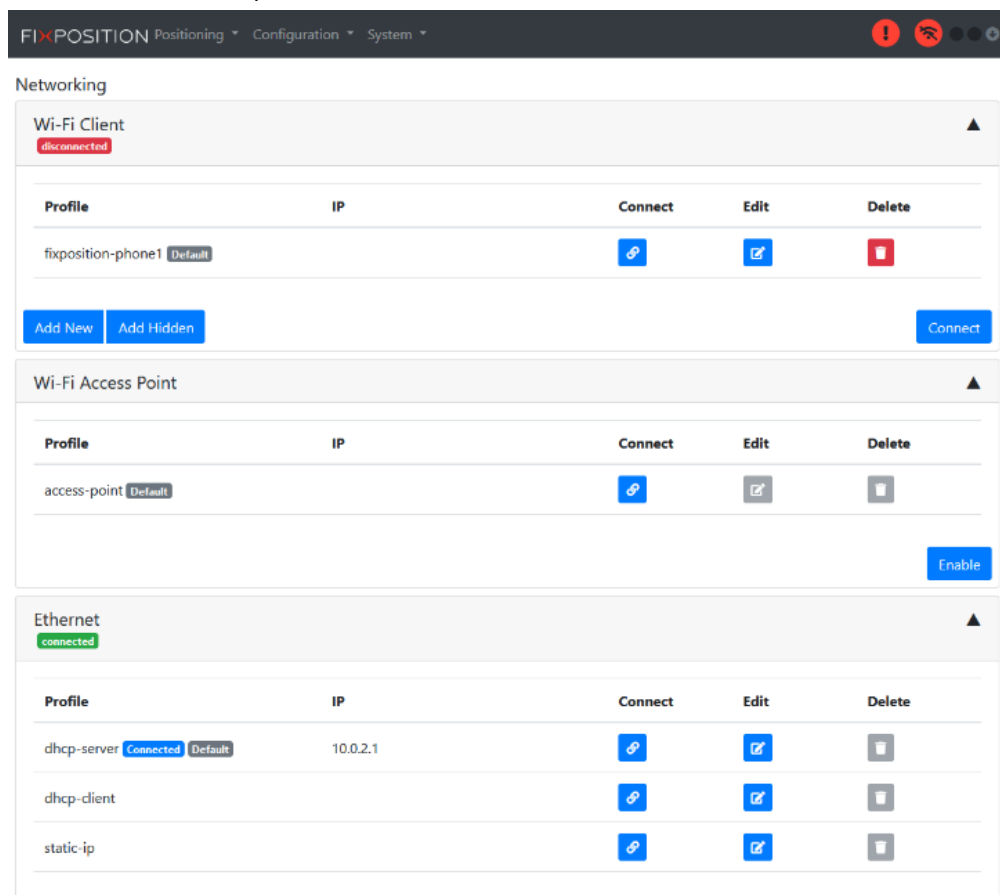 FIXPOSITION Positioning Configuration System
Networking
Wi-Fi Client
disconnected
Profile IP Connect Edit Delete
fixposition-phone1 Default
Add New Add Hidden Connect
Wi-Fi Access Point
Profile IP Connect Edit Delete
access-point Default
Enable
Ethernet
connected
Profile IP Connect Edit Delete
dhcp-server Connected Default 10.0.2.1
dhcp-client
static-ip